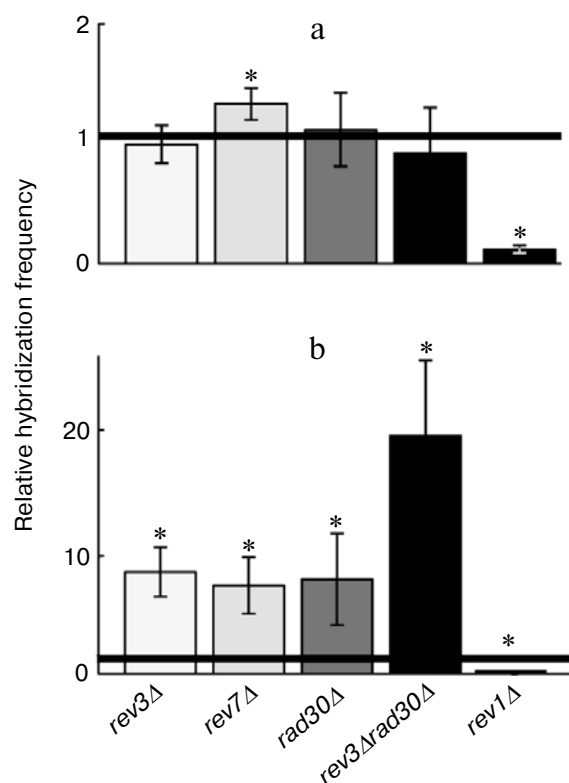 a
2
1
0
*
*
Relative hybridization frequency
b
20
10
0
*
*
*
*
*
rev3Δ
rev7Δ
rad30Δ
rev3Δrad30Δ
rev1Δ